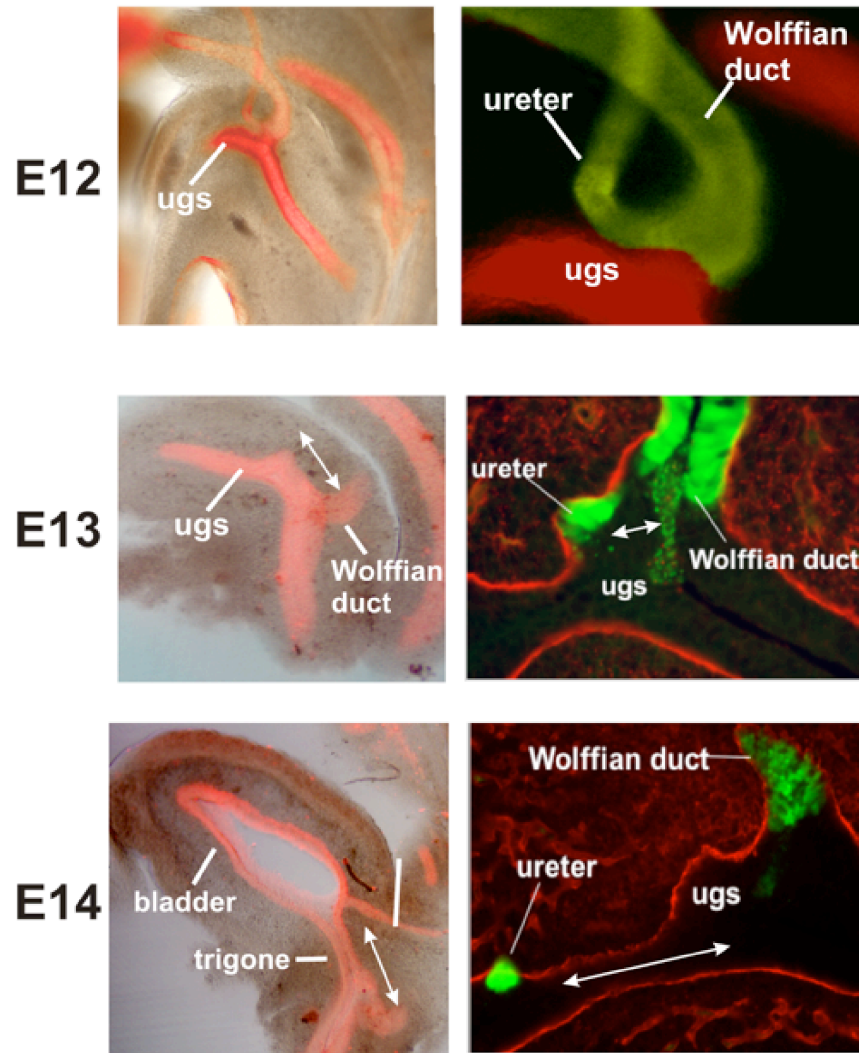 E12
ugs
Wolffian
duct
ureter
ugs
E13
ugs
Wolffian
duct
ureter
Wolffian duct
ugs
E14
bladder
trigone
Wolffian duct
ureter
ugs